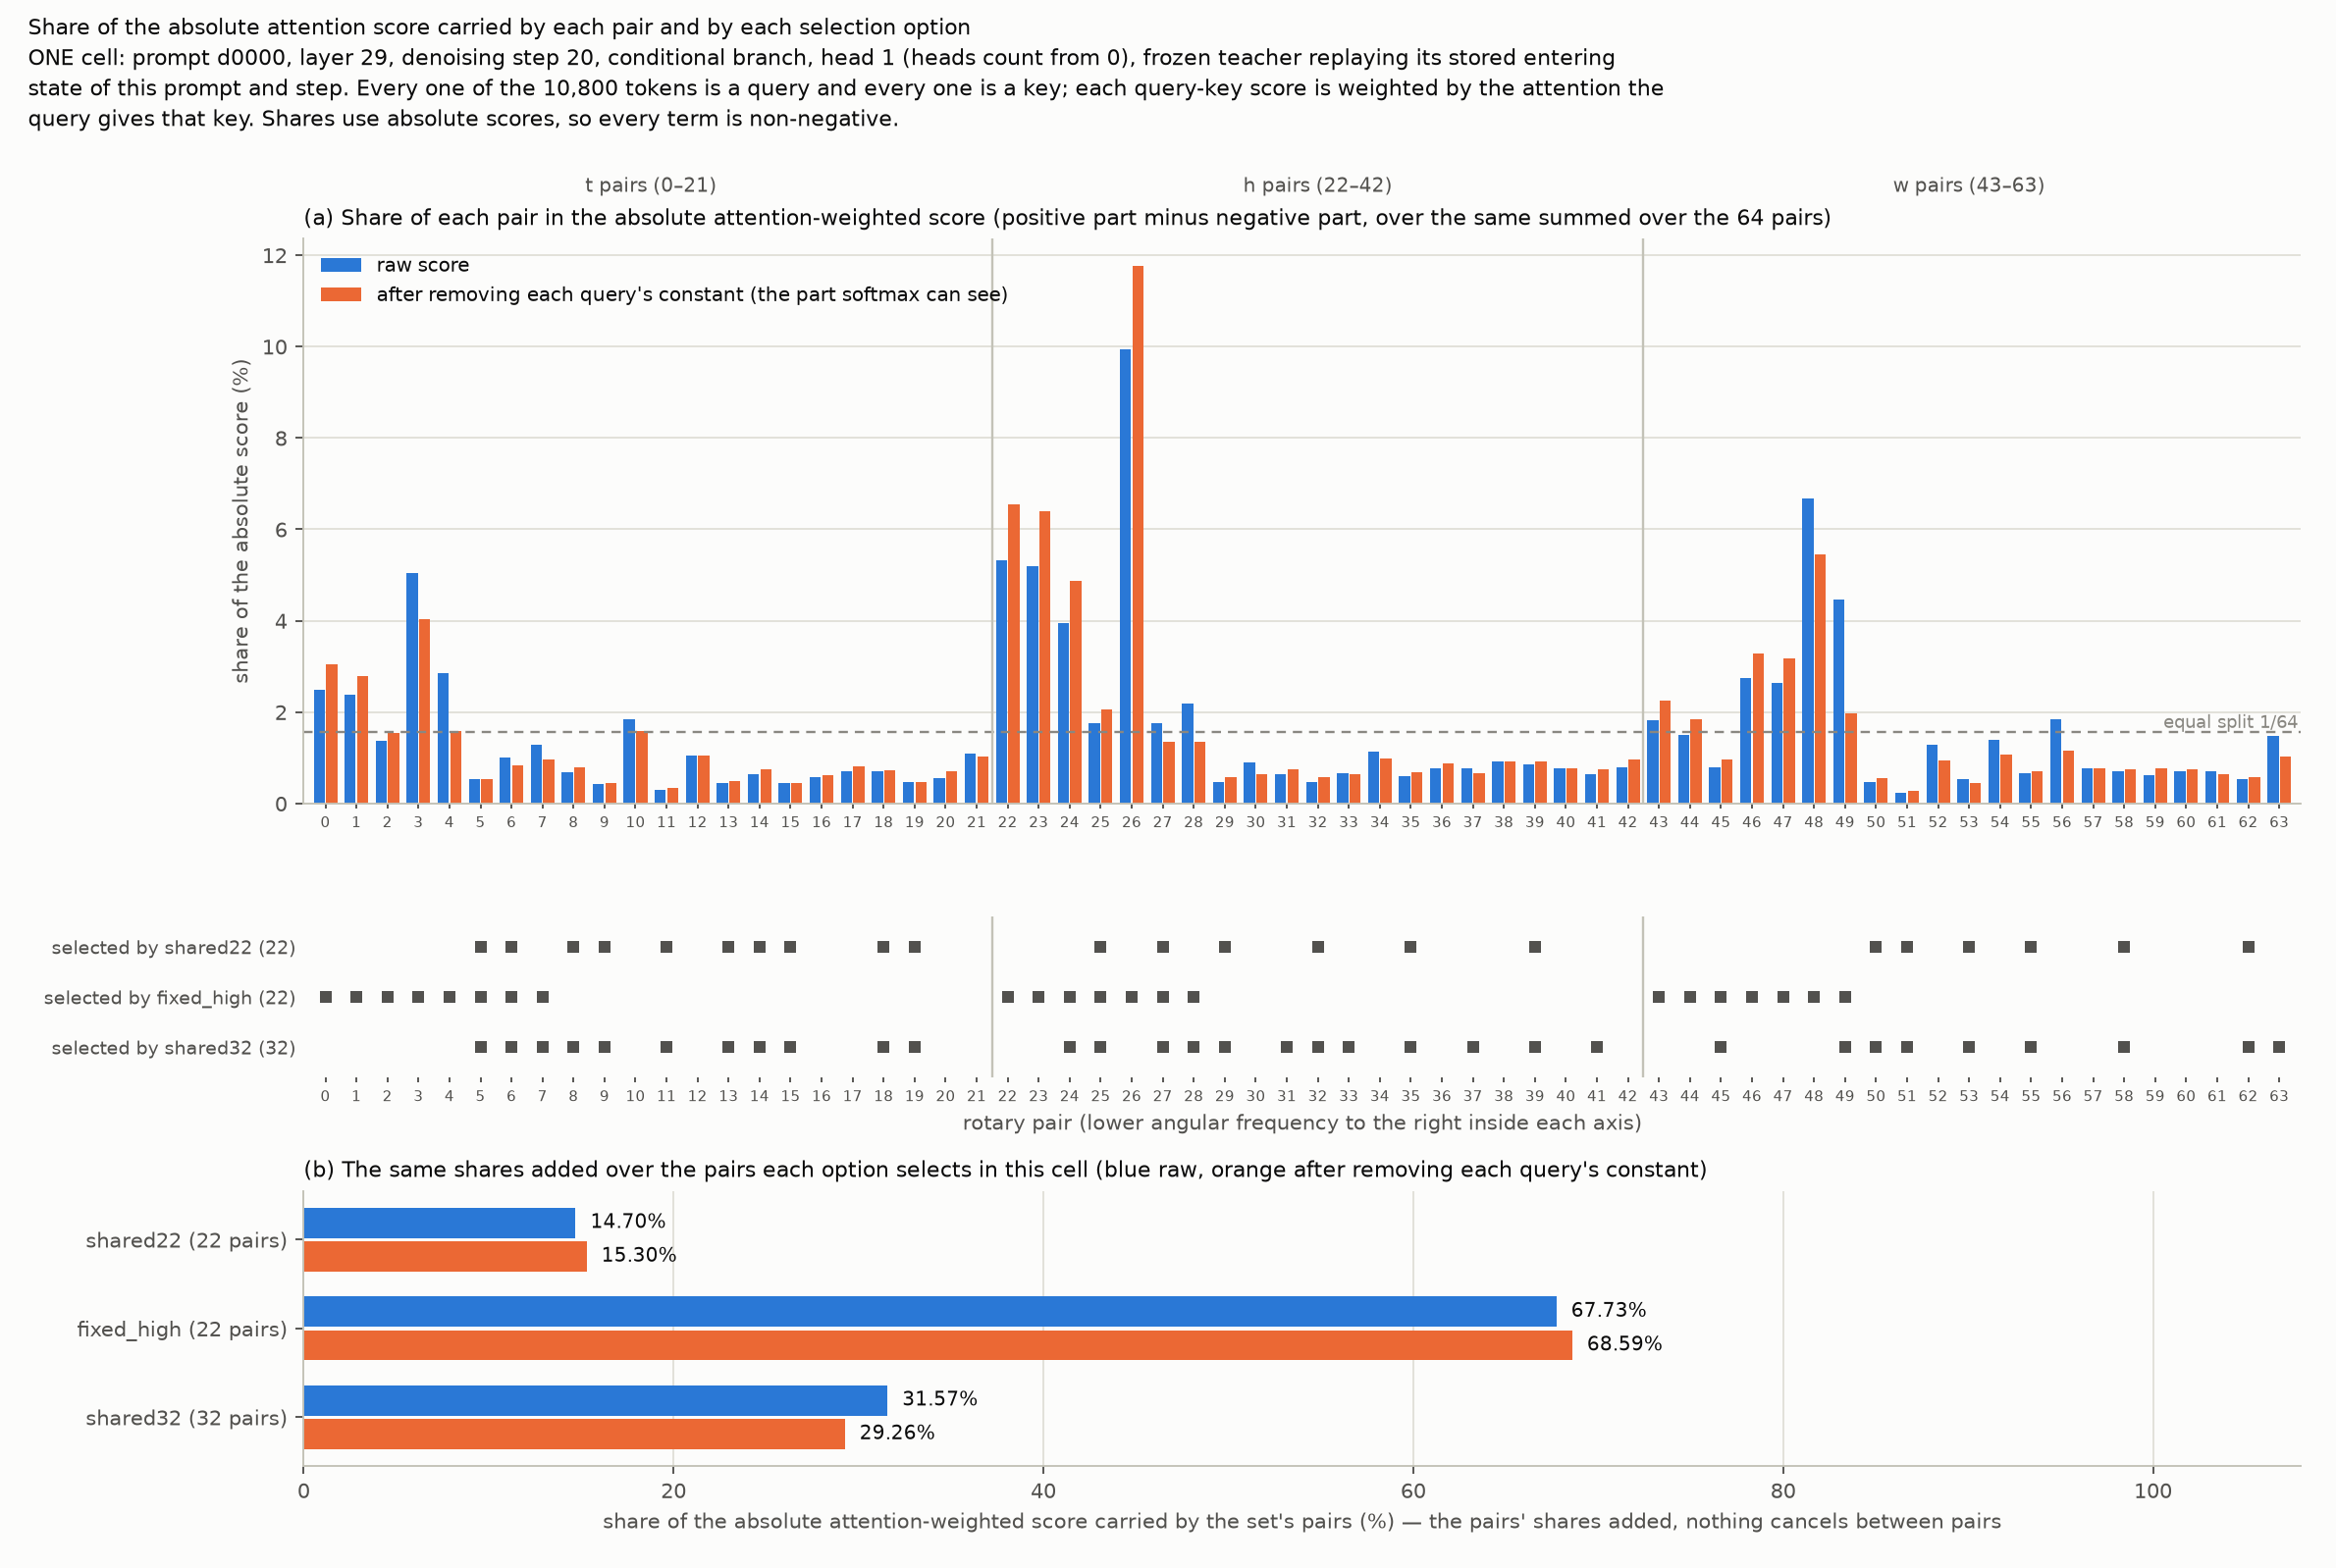 Share of the absolute attention score carried by each pair and by each selection option
ONE cell: prompt d0000, layer 29, denoising step 20, conditional branch, head 1 (heads count from 0), frozen teacher replaying its stored entering
state of this prompt and step. Every one of the 10,800 tokens is a query and every one is a key; each query-key score is weighted by the attention the
query gives that key. Shares use absolute scores, so every term is non-negative.
t pairs (0–21) h pairs (22–42) w pairs (43–63)
(a) Share of each pair in the absolute attention-weighted score (positive part minus negative part, over the same summed over the 64 pairs)
share of the absolute score (%)
12
10
8
6
4
2
0
raw score
after removing each query's constant (the part softmax can see)
equal split 1/64
0 1 2 3 4 5 6 7 8 9 10 11 12 13 14 15 16 17 18 19 20 21 22 23 24 25 26 27 28 29 30 31 32 33 34 35 36 37 38 39 40 41 42 43 44 45 46 47 48 49 50 51 52 53 54 55 56 57 58 59 60 61 62 63
selected by shared22 (22)
selected by fixed_high (22)
selected by shared32 (32)
0 1 2 3 4 5 6 7 8 9 10 11 12 13 14 15 16 17 18 19 20 21 22 23 24 25 26 27 28 29 30 31 32 33 34 35 36 37 38 39 40 41 42 43 44 45 46 47 48 49 50 51 52 53 54 55 56 57 58 59 60 61 62 63
rotary pair (lower angular frequency to the right inside each axis)
(b) The same shares added over the pairs each option selects in this cell (blue raw, orange after removing each query's constant)
shared22 (22 pairs)
14.70%
15.30%
fixed_high (22 pairs)
67.73%
68.59%
shared32 (32 pairs)
31.57%
29.26%
0 20 40 60 80 100
share of the absolute attention-weighted score carried by the set's pairs (%) — the pairs' shares added, nothing cancels between pairs